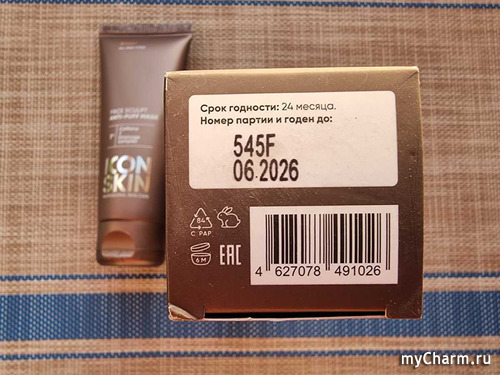 FACE SCULPT
ANTI-PUFF MASK
ICON
SKIN
Срок годности: 24 месяца.
Номер партии и годен до:
545F
06.2026
84
C PAP
6 M
EAC
4 627078 491026
myCharm.ru